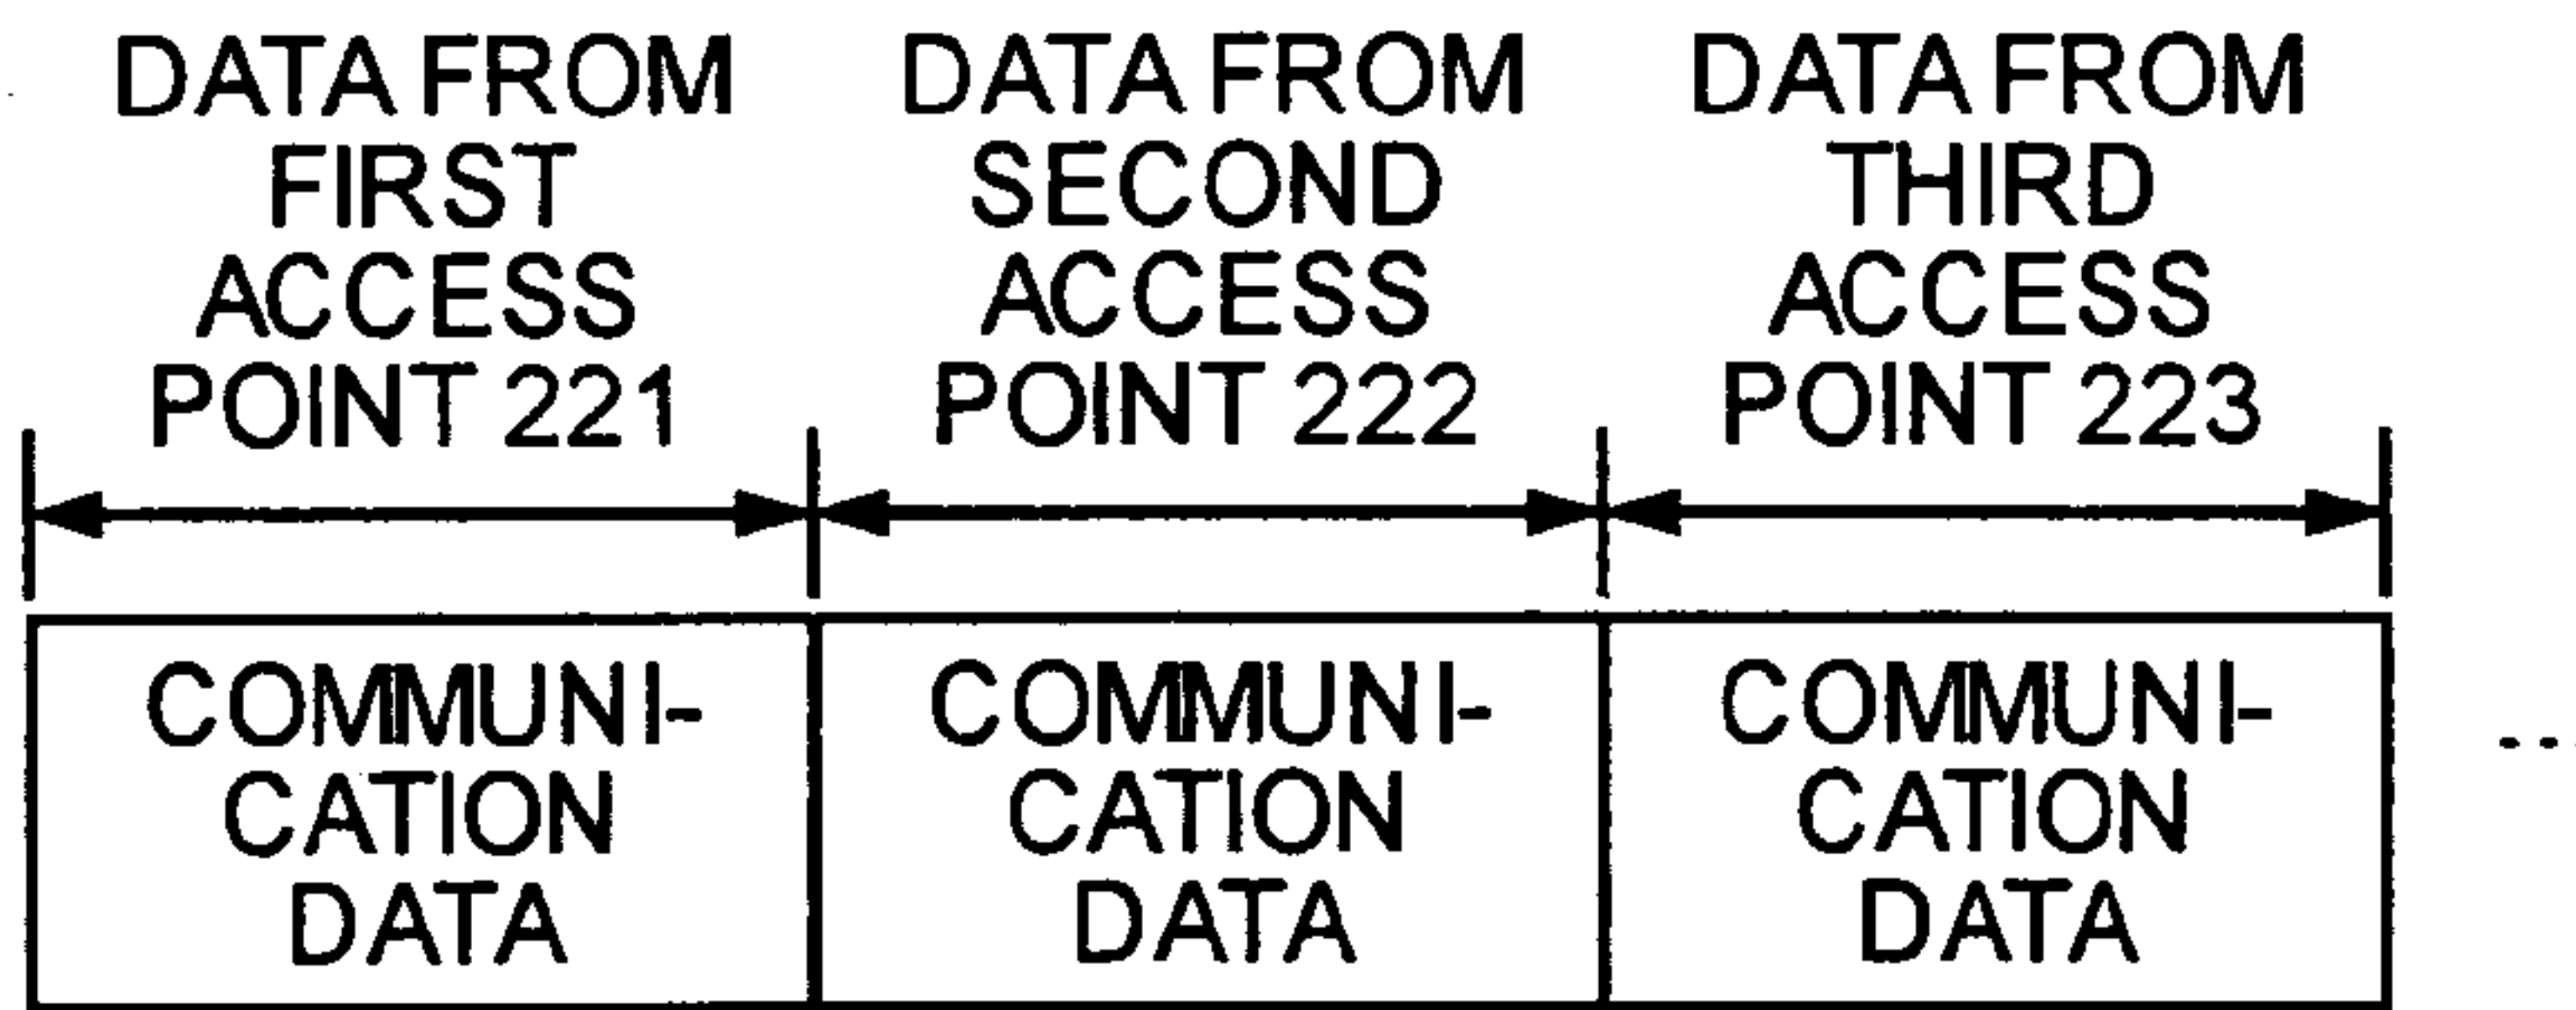 DATA FROM
FIRST
ACCESS
POINT 221
DATA FROM
SECOND
ACCESS
POINT 222
DATA FROM
THIRD
ACCESS
POINT 223
COMMUNI-
CATION
DATA
COMMUNI-
CATION
DATA
COMMUNI-
CATION
DATA